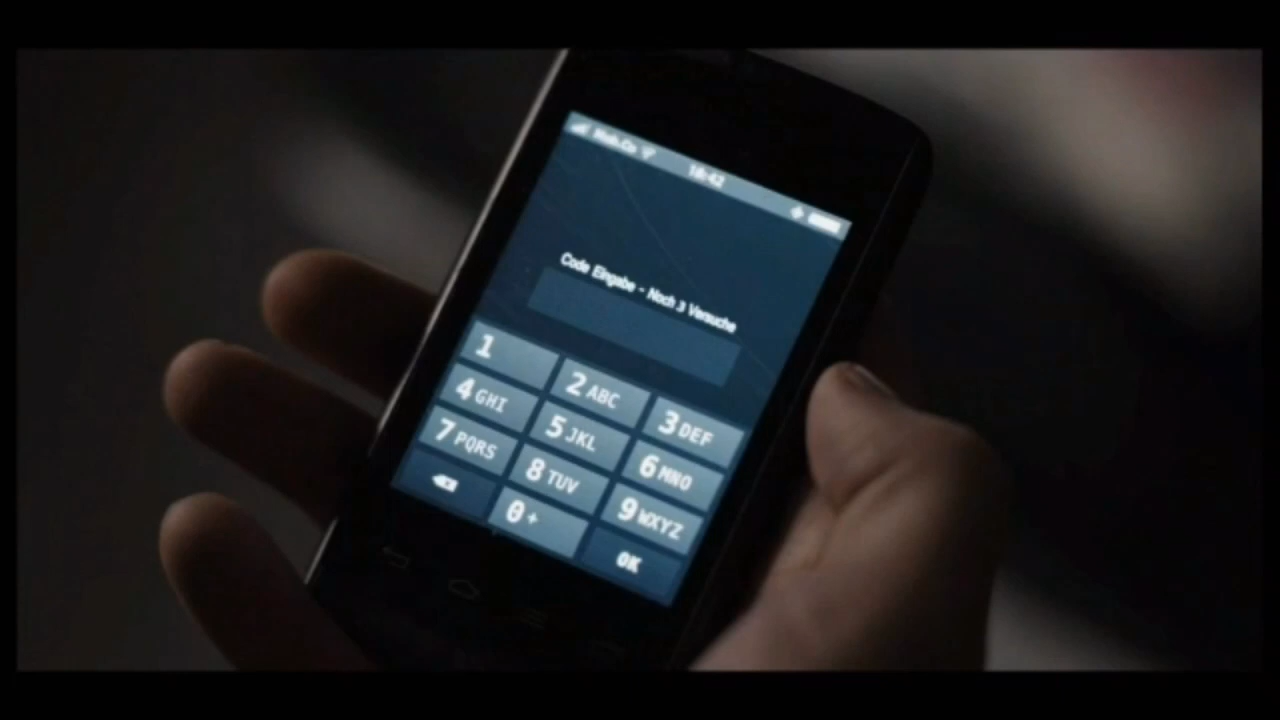 18:42
Code Eingabe - Noch 3 Versuche
1
2 ABC
3 DEF
4 GHI
5 JKL
6 MNO
7 PQRS
8 TUV
9 WXYZ
0 +
OK